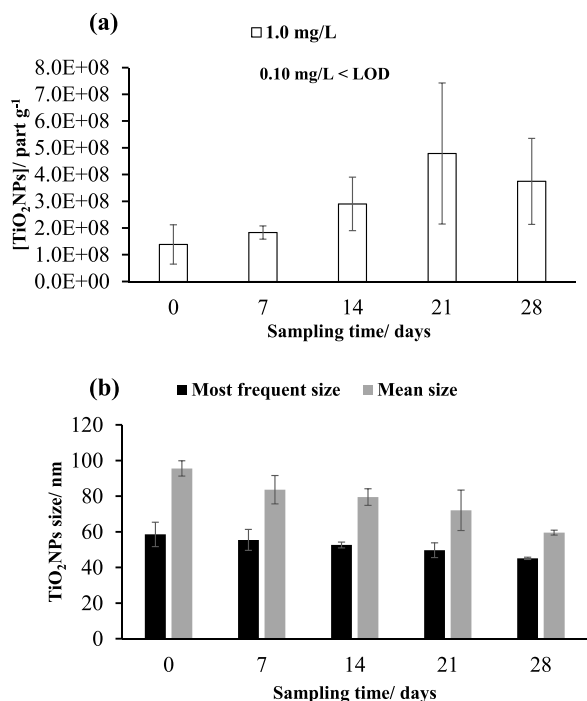 (a)
1.0 mg/L
0.10 mg/L < LOD
[TiO₂NPs]/ part g⁻¹
8.0E+08
7.0E+08
6.0E+08
5.0E+08
4.0E+08
3.0E+08
2.0E+08
1.0E+08
0.0E+00
0 7 14 21 28
Sampling time/ days
(b)
Most frequent size Mean size
TiO₂NPs size/ nm
120
100
80
60
40
20
0
0 7 14 21 28
Sampling time/ days